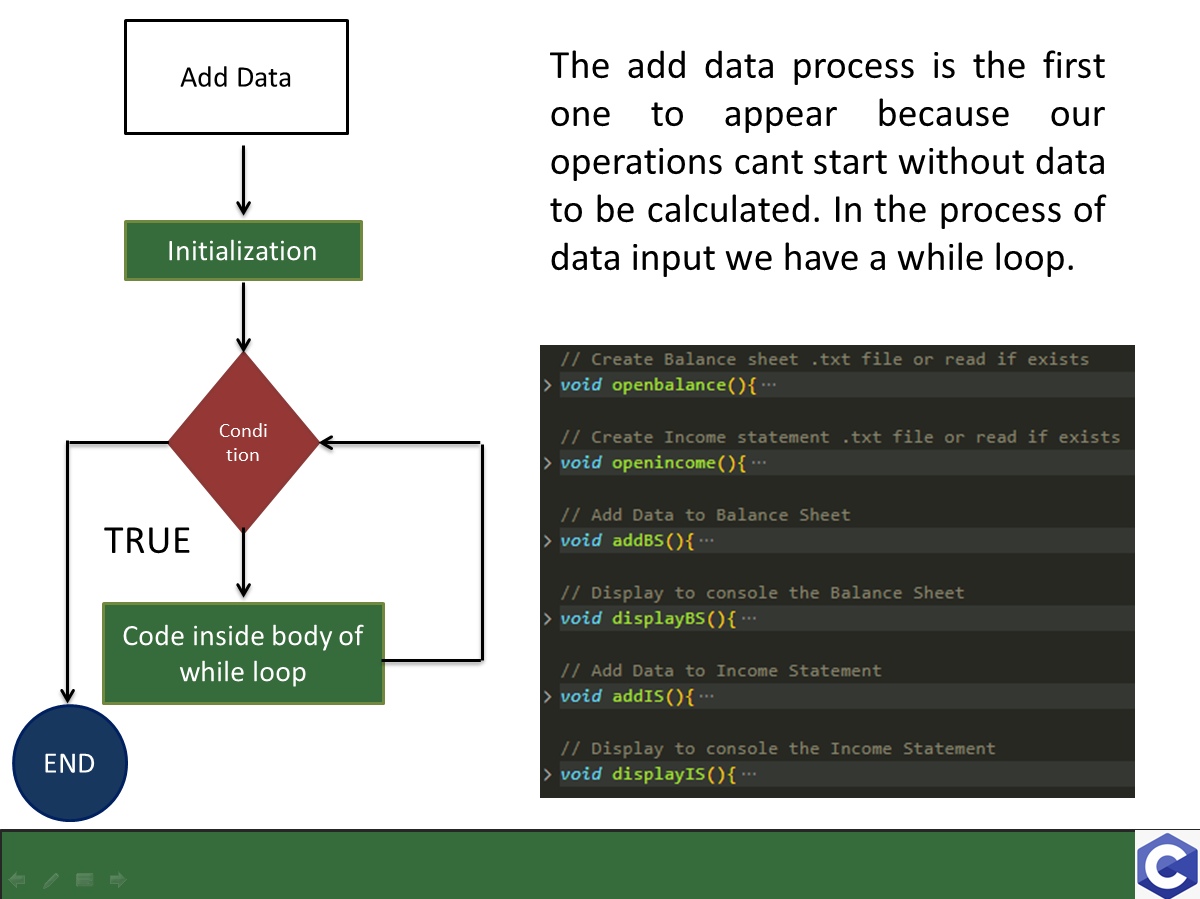 Add Data
Initialization
Condi
tion
TRUE
Code inside body of
while loop
END
The add data process is the first
one to appear because our
operations cant start without data
to be calculated. In the process of
data input we have a while loop.
// Create Balance sheet .txt file or read if exists
> void openbalance(){ ···
// Create Income statement .txt file or read if exists
> void openincome(){ ···
// Add Data to Balance Sheet
> void addBS(){ ···
// Display to console the Balance Sheet
> void displayBS(){ ···
// Add Data to Income Statement
> void addIS(){ ···
// Display to console the Income Statement
> void displayIS(){ ···
C